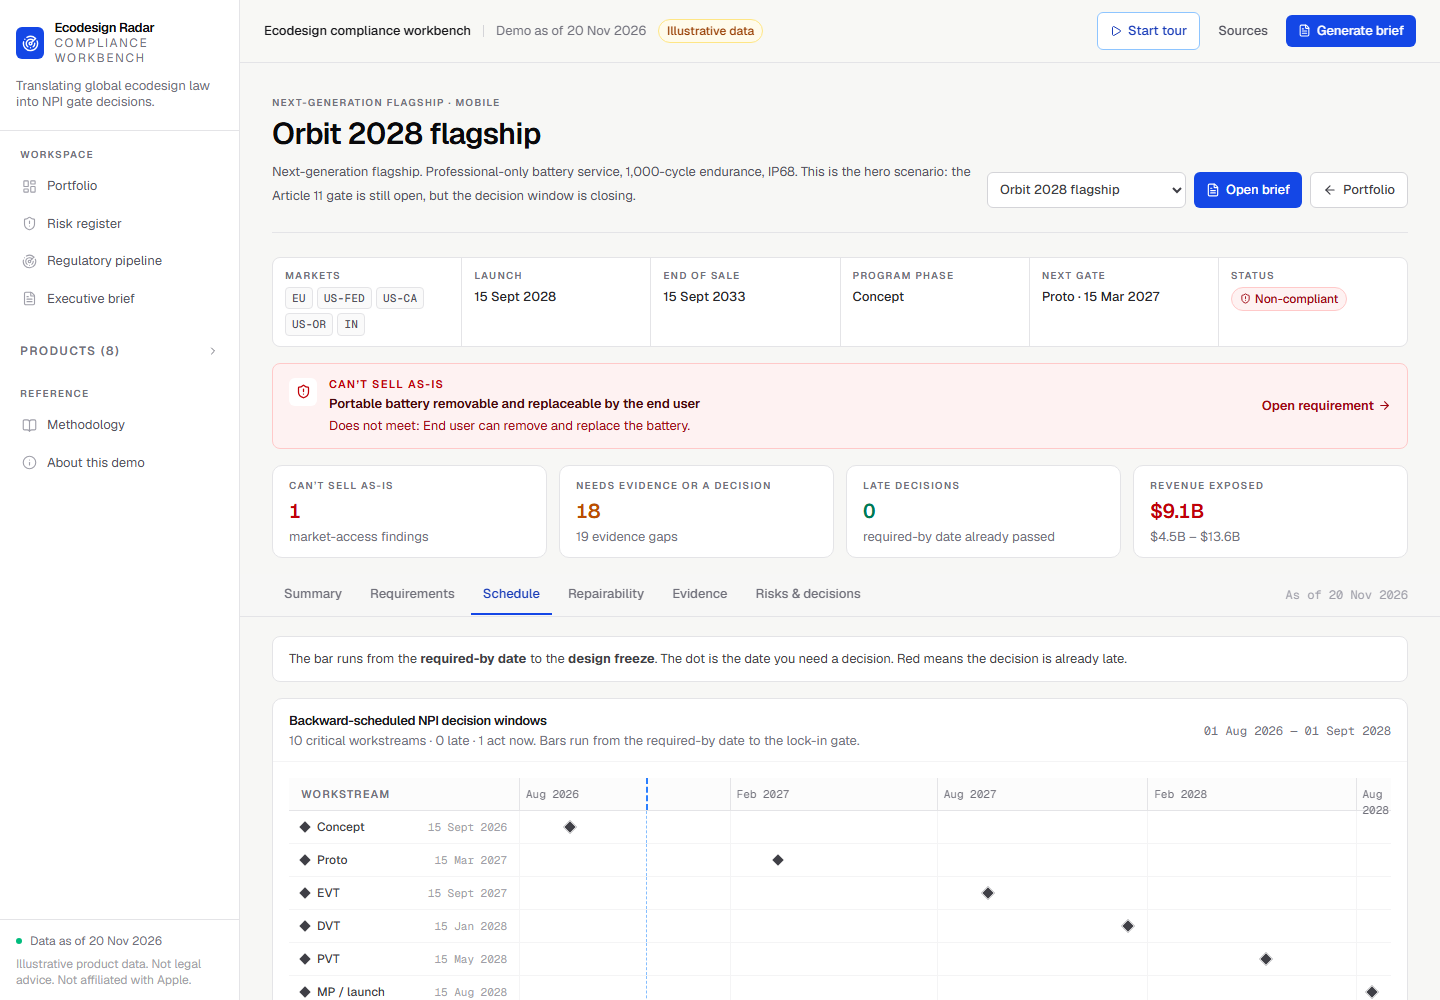 Ecodesign Radar
COMPLIANCE
WORKBENCH
Translating global ecodesign law
into NPI gate decisions.
WORKSPACE
Portfolio
Risk register
Regulatory pipeline
Executive brief
PRODUCTS (8)
REFERENCE
Methodology
About this demo
Data as of 20 Nov 2026
Illustrative product data. Not legal
advice. Not affiliated with Apple.
Ecodesign compliance workbench
Demo as of 20 Nov 2026
Illustrative data
Start tour
Sources
Generate brief
NEXT-GENERATION FLAGSHIP · MOBILE
Orbit 2028 flagship
Next-generation flagship. Professional-only battery service, 1,000-cycle endurance, IP68. This is the hero scenario: the
Article 11 gate is still open, but the decision window is closing.
Orbit 2028 flagship
Open brief
Portfolio
MARKETS
EU US-FED US-CA
US-OR IN
LAUNCH
15 Sept 2028
END OF SALE
15 Sept 2033
PROGRAM PHASE
Concept
NEXT GATE
Proto · 15 Mar 2027
STATUS
Non-compliant
CAN'T SELL AS-IS
Portable battery removable and replaceable by the end user
Does not meet: End user can remove and replace the battery.
Open requirement →
CAN'T SELL AS-IS
1
market-access findings
NEEDS EVIDENCE OR A DECISION
18
19 evidence gaps
LATE DECISIONS
0
required-by date already passed
REVENUE EXPOSED
$9.1B
$4.5B – $13.6B
Summary
Requirements
Schedule
Repairability
Evidence
Risks & decisions
As of 20 Nov 2026
The bar runs from the required-by date to the design freeze. The dot is the date you need a decision. Red means the decision is already late.
Backward-scheduled NPI decision windows
10 critical workstreams · 0 late · 1 act now. Bars run from the required-by date to the lock-in gate.
01 Aug 2026 – 01 Sept 2028
WORKSTREAM
Aug 2026
Feb 2027
Aug 2027
Feb 2028
Aug
2028
Concept 15 Sept 2026
Proto 15 Mar 2027
EVT 15 Sept 2027
DVT 15 Jan 2028
PVT 15 May 2028
MP / launch 15 Aug 2028